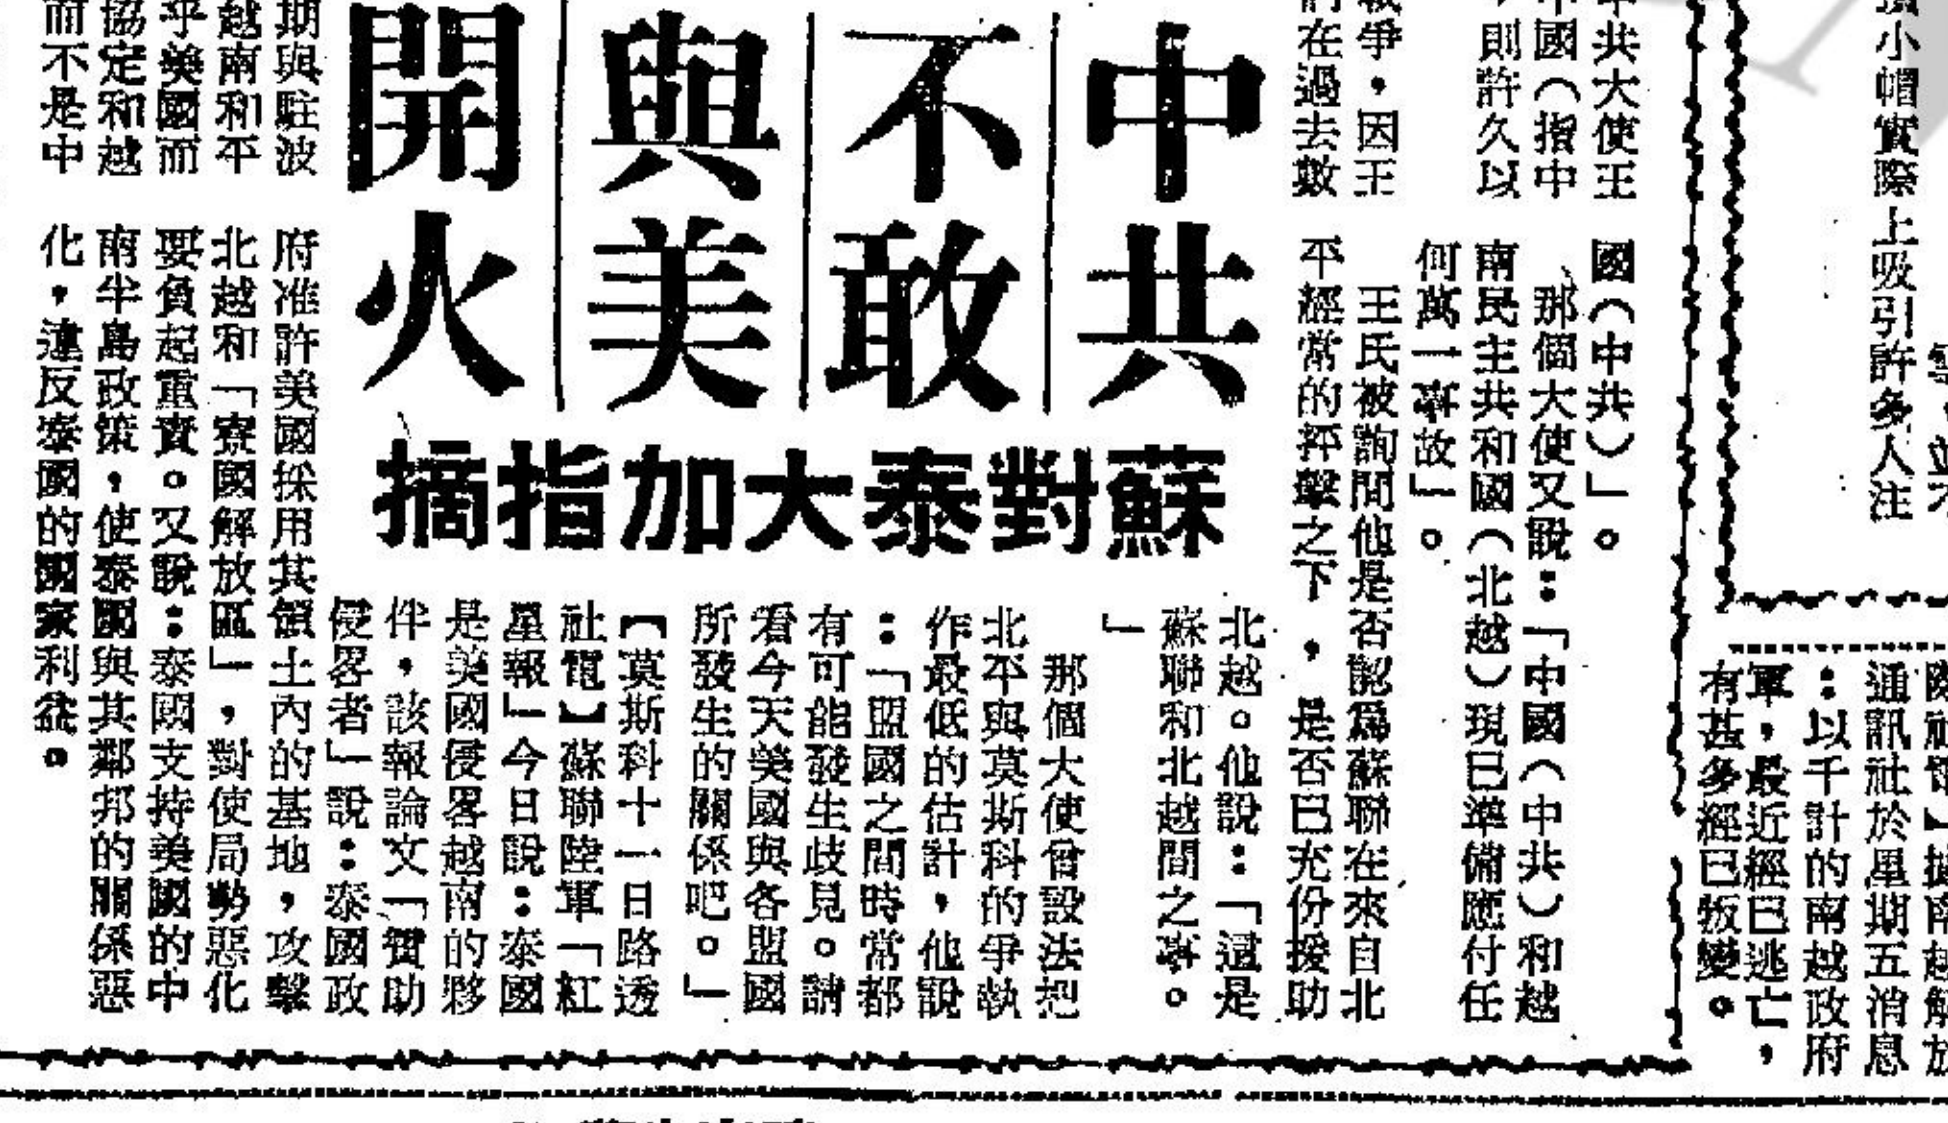 小帽實際上吸引許多人注
通訊社於星期五消息
：以千計的南越政府
軍，最近經已逃亡，
有甚多經已叛變。
中共
不敢
與美
開火
蘇對泰大加指摘
共大使王
國（指中
，則許久以
爭，因王
在過去數
期與駐波
越南和平
乎美國而
協定和越
而不是中
國（中共）」。
那個大使又說：「中國（中共）和越
南民主共和國（北越）現已準備應付任
何萬一事故」。
王氏被詢間他是否認爲蘇聯在來自北
平經常的抨擊之下，是否已充份援助
北越。他說：「這是
蘇聯和北越間之事。
」
那個大使曾設法把
北平與莫斯科的爭執
作最低的估計，他說
：「盟國之間時常都
有可能發生歧見。請
看今天美國與各盟國
所發生的關係吧。」
【莫斯科十一日路透
社電】蘇聯陸軍「紅
星報」今日說：泰國
是美國侵畧越南的夥
伴，該報論文「贊助
侵畧者」說：泰國政
府准許美國採用其領土內的基地，攻擊
北越和「寮國解放區」，對使局勢惡化
要負起重責。又說：泰國支持美國的中
南半島政策，使泰國與其鄰邦的關係惡
化，違反泰國的國家利益。